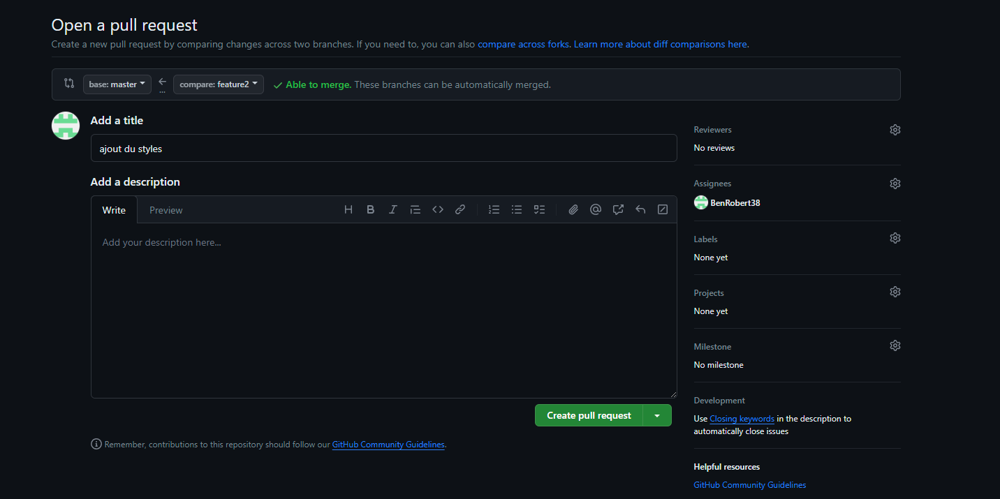 Open a pull request
Create a new pull request by comparing changes across two branches. If you need to, you can also compare across forks. Learn more about diff comparisons here.
base: master
...
compare: feature2
Able to merge. These branches can be automatically merged.
Add a title
ajout du styles
Add a description
Write
Preview
H B I
Add your description here...
Create pull request
Remember, contributions to this repository should follow our GitHub Community Guidelines.
Reviewers
No reviews
Assignees
BenRobert38
Labels
None yet
Projects
None yet
Milestone
No milestone
Development
Use Closing keywords in the description to
automatically close issues
Helpful resources
GitHub Community Guidelines